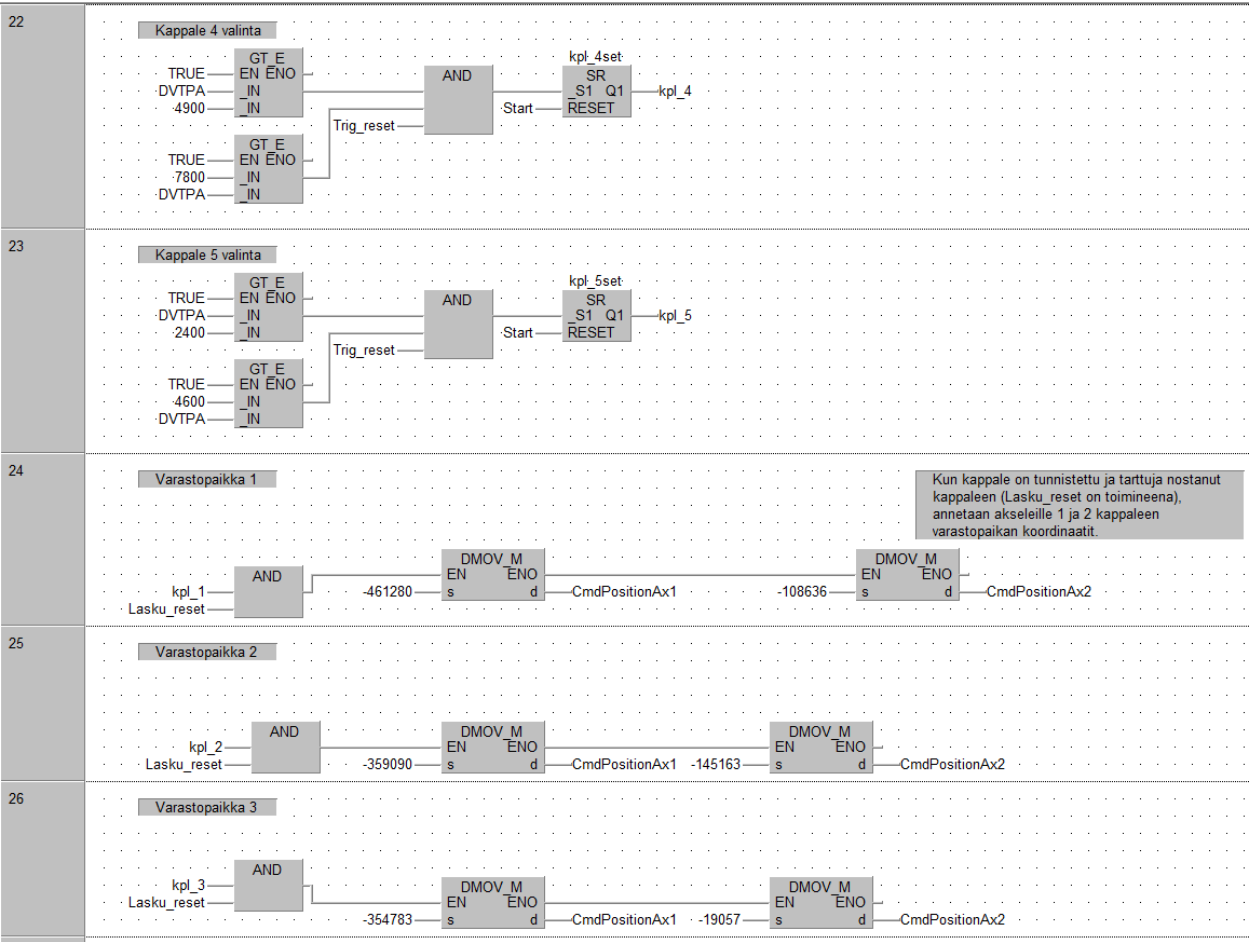 22
Kappale 4 valinta
GT_E
TRUE EN ENO
DVTPA _IN
4900 _IN
AND
Trig_reset
kpl_4set
SR
_S1 Q1 kpl_4
Start RESET
GT_E
TRUE EN ENO
7800 _IN
DVTPA _IN
23
Kappale 5 valinta
GT_E
TRUE EN ENO
DVTPA _IN
2400 _IN
AND
Trig_reset
kpl_5set
SR
_S1 Q1 kpl_5
Start RESET
GT_E
TRUE EN ENO
4600 _IN
DVTPA _IN
24
Varastopaikka 1
Kun kappale on tunnistettu ja tarttuja nostanut
kappaleen (Lasku_reset on toimineena),
annetaan akseleille 1 ja 2 kappaleen
varastopaikan koordinaatit.
AND
kpl_1
Lasku_reset
DMOV_M
EN ENO
-461280 s d CmdPositionAx1
DMOV_M
EN ENO
-108636 s d CmdPositionAx2
25
Varastopaikka 2
AND
kpl_2
Lasku_reset
DMOV_M
EN ENO
-359090 s d CmdPositionAx1
DMOV_M
EN ENO
-145163 s d CmdPositionAx2
26
Varastopaikka 3
AND
kpl_3
Lasku_reset
DMOV_M
EN ENO
-354783 s d CmdPositionAx1
DMOV_M
EN ENO
-19057 s d CmdPositionAx2